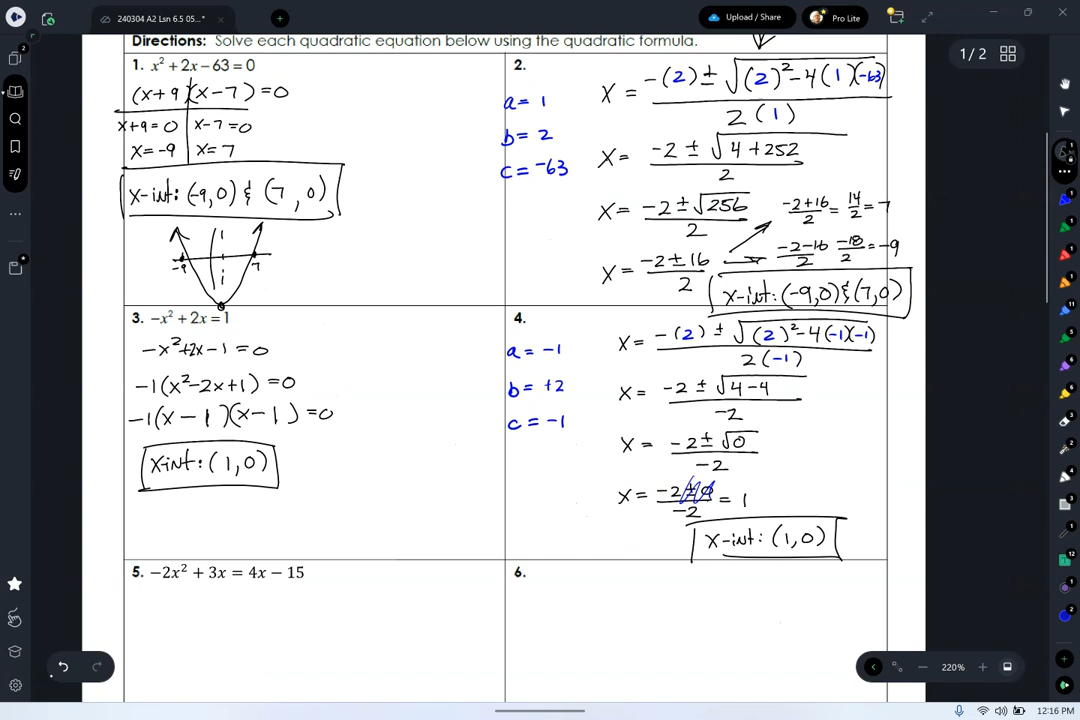 240304 A2 Lsn 6.5 05...*
Upload / Share
Pro Lite
1/2
Directions: Solve each quadratic equation below using the quadratic formula.
1. x² + 2x – 63 = 0
(x+9)(x-7) = 0
x+9=0 x-7=0
x=-9 x=7
x-int: (-9,0) & (7,0)
-9 7
2.
a = 1
b = 2
c = -63
x = (-(2) ± √((2)²-4(1)(-63))) / 2(1)
x = (-2 ± √(4+252)) / 2
x = (-2 ± √256) / 2
(-2+16)/2 = 14/2 = 7
x = (-2 ± 16) / 2
(-2-16)/2 -18/2 = -9
x-int: (-9,0) & (7,0)
3. –x² + 2x = 1
-x²+2x-1=0
-1(x²-2x+1)=0
-1(x-1)(x-1)=0
x-int: (1,0)
4.
a = -1
b = +2
c = -1
x = (-(2) ± √((2)²-4(-1)(-1))) / 2(-1)
x = (-2 ± √(4-4)) / -2
x = (-2 ± √0) / -2
x = (-2 ± 0) / -2 = 1
x-int: (1,0)
5. −2x² + 3x = 4x − 15
6.
220%
12:16 PM